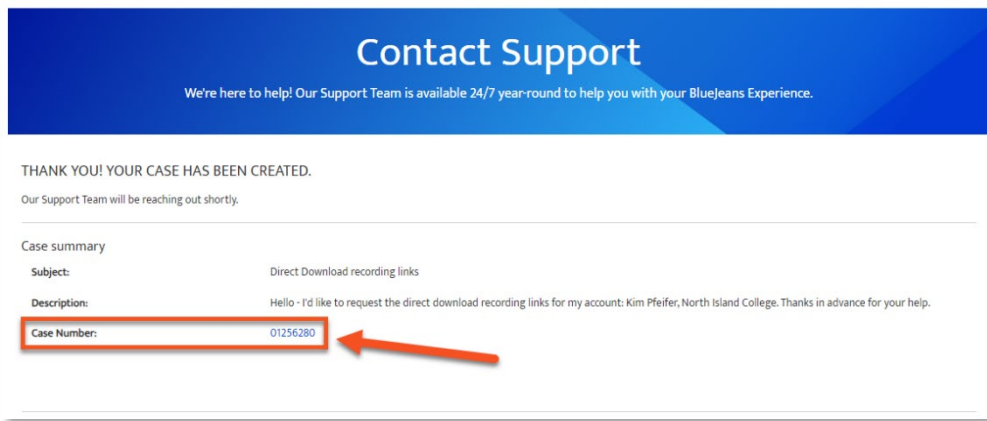 Contact Support
We're here to help! Our Support Team is available 24/7 year-round to help you with your BlueJeans Experience.
THANK YOU! YOUR CASE HAS BEEN CREATED.
Our Support Team will be reaching out shortly.
Case summary
Subject: Direct Download recording links
Description: Hello - I'd like to request the direct download recording links for my account: Kim Pfeifer, North Island College. Thanks in advance for your help.
Case Number: 01256280